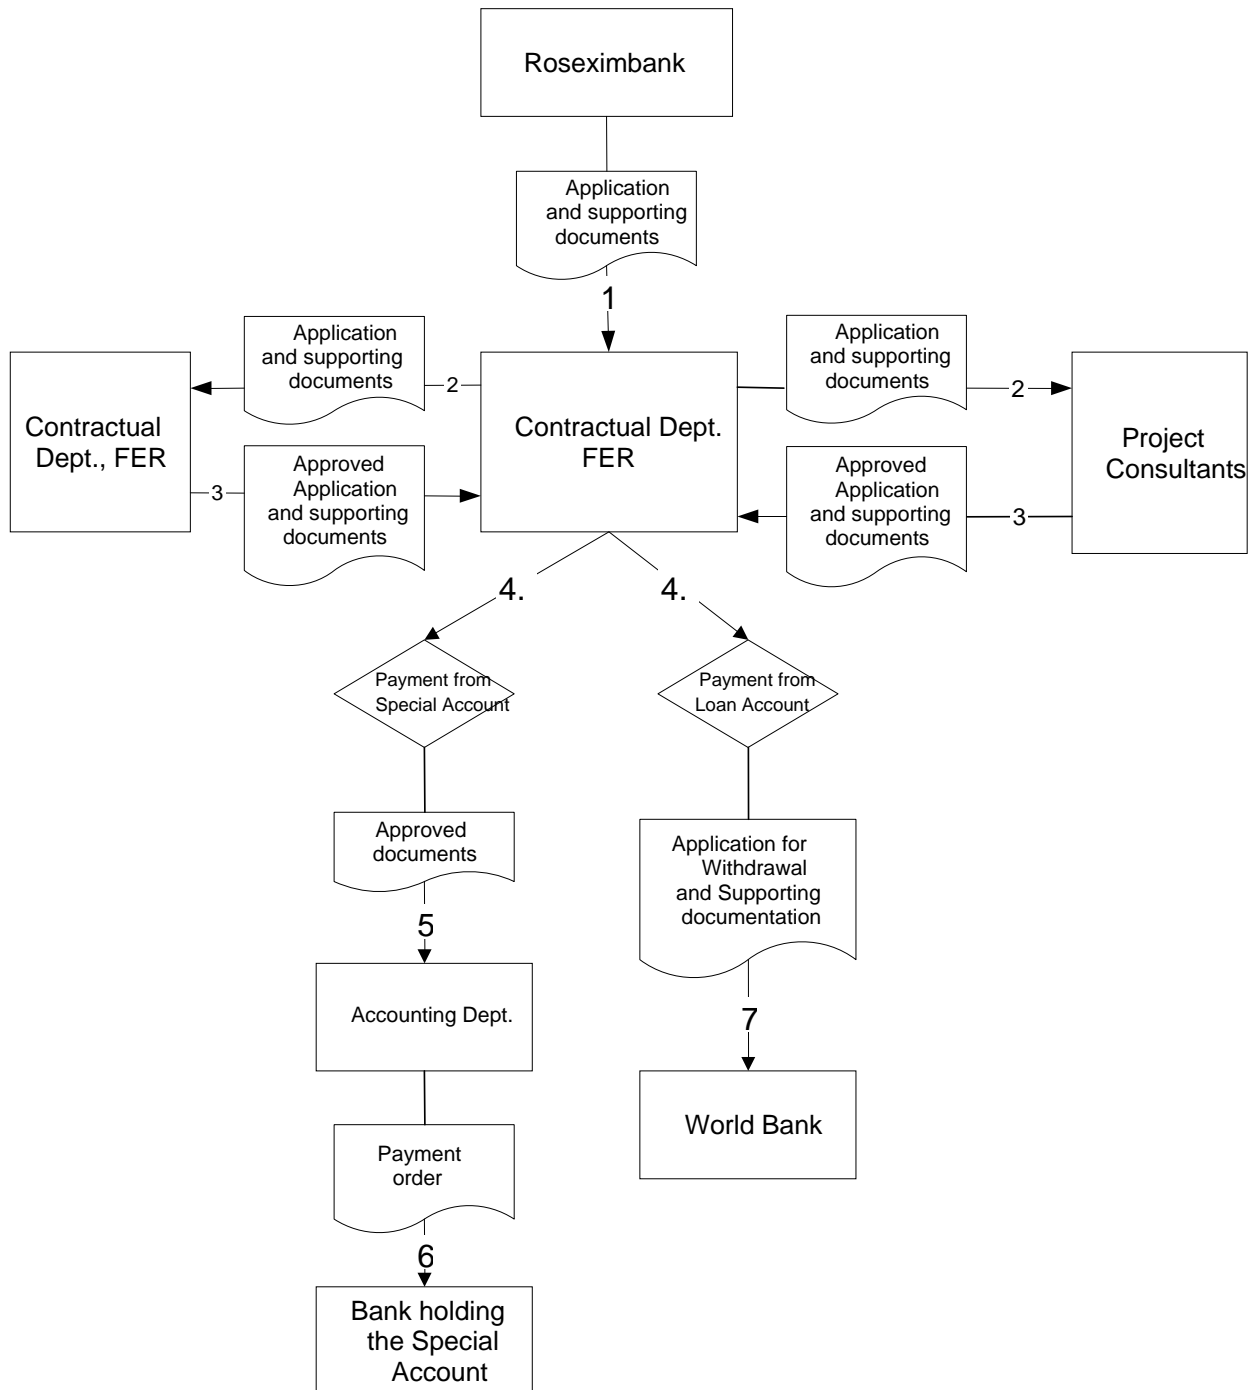 Roseximbank
Application
and supporting
documents
1
Application
and supporting
documents
2
Application
and supporting
documents
2
Contractual
Dept., FER
Contractual Dept.
FER
Project
Consultants
3
Approved
Application
and supporting
documents
Approved
Application
and supporting
documents
3
4.
4.
Payment from
Special Account
Payment from
Loan Account
Approved
documents
Application for
Withdrawal
and Supporting
documentation
5
Accounting Dept.
7
World Bank
Payment
order
6
Bank holding
the Special
Account